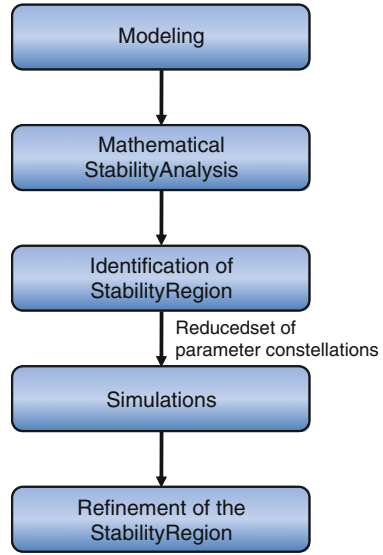 Modeling
Mathematical
StabilityAnalysis
Identification of
StabilityRegion
Reducedset of
parameter constellations
Simulations
Refinement of the
StabilityRegion